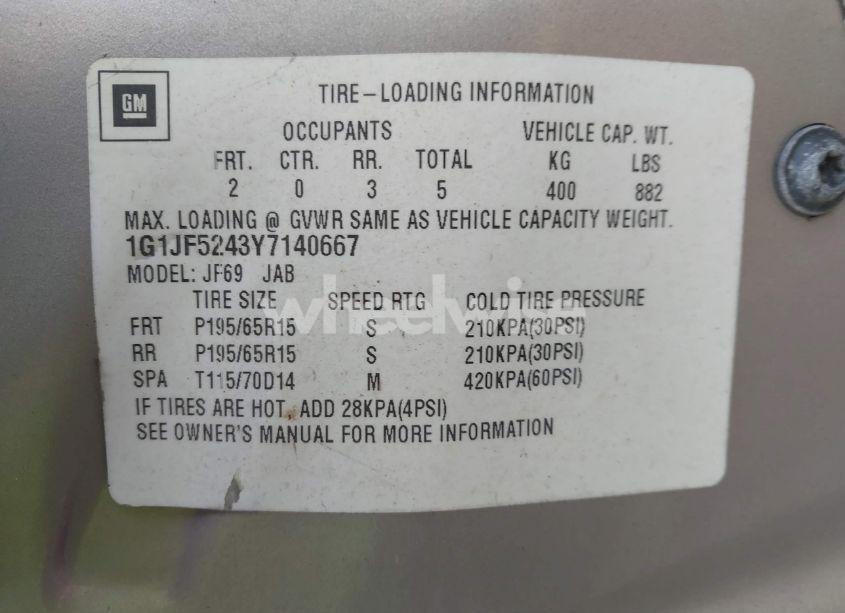 GM
TIRE-LOADING INFORMATION
OCCUPANTS VEHICLE CAP. WT.
FRT. CTR. RR. TOTAL KG LBS
2 0 3 5 400 882
MAX. LOADING @ GVWR SAME AS VEHICLE CAPACITY WEIGHT.
1G1JF5243Y7140667
MODEL: JF69 JAB
TIRE SIZE SPEED RTG COLD TIRE PRESSURE
FRT P195/65R15 S 210KPA(30PSI)
RR P195/65R15 S 210KPA(30PSI)
SPA T115/70D14 M 420KPA(60PSI)
IF TIRES ARE HOT, ADD 28KPA(4PSI)
SEE OWNER'S MANUAL FOR MORE INFORMATION
wheelwise